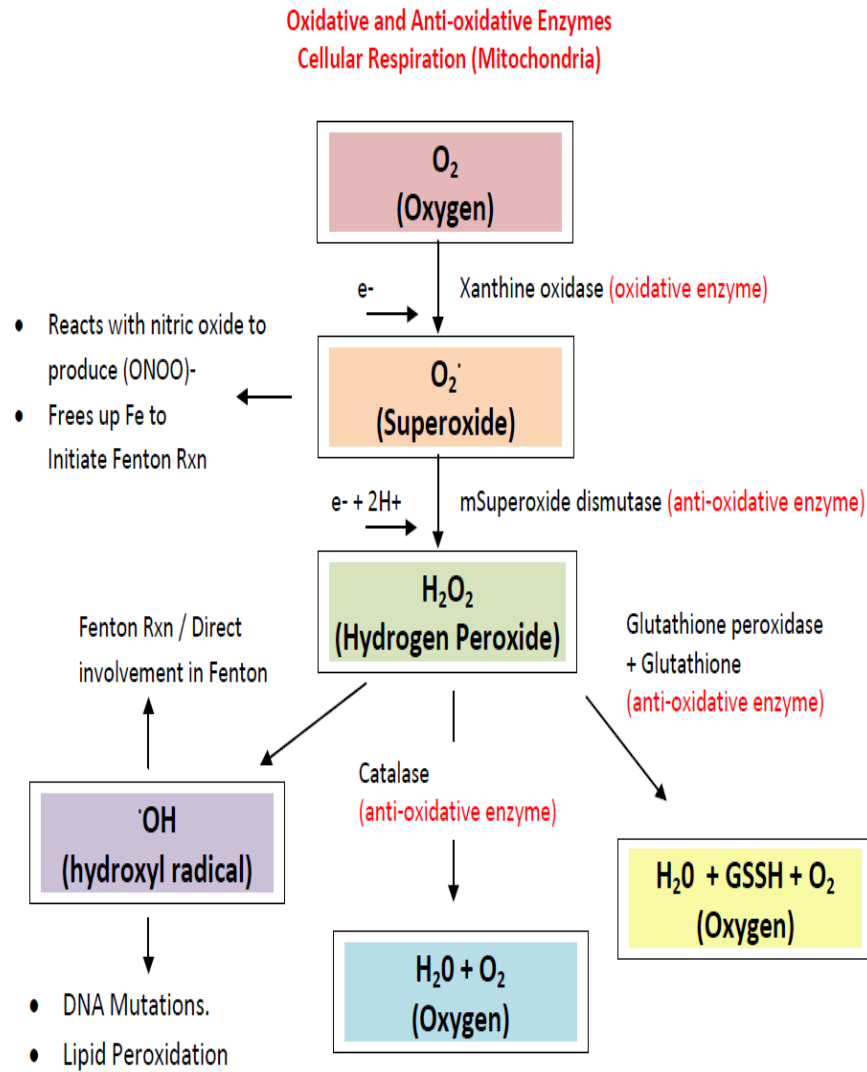 Oxidative and Anti-oxidative Enzymes
Cellular Respiration (Mitochondria)
O₂
(Oxygen)
e-
Xanthine oxidase (oxidative enzyme)
• Reacts with nitric oxide to
produce (ONOO)-
• Frees up Fe to
Initiate Fenton Rxn
O₂˙
(Superoxide)
e- + 2H+
mSuperoxide dismutase (anti-oxidative enzyme)
H₂O₂
(Hydrogen Peroxide)
Fenton Rxn / Direct
involvement in Fenton
Glutathione peroxidase
+ Glutathione
(anti-oxidative enzyme)
Catalase
(anti-oxidative enzyme)
˙OH
(hydroxyl radical)
H₂0 + GSSH + O₂
(Oxygen)
H₂0 + O₂
(Oxygen)
• DNA Mutations.
• Lipid Peroxidation